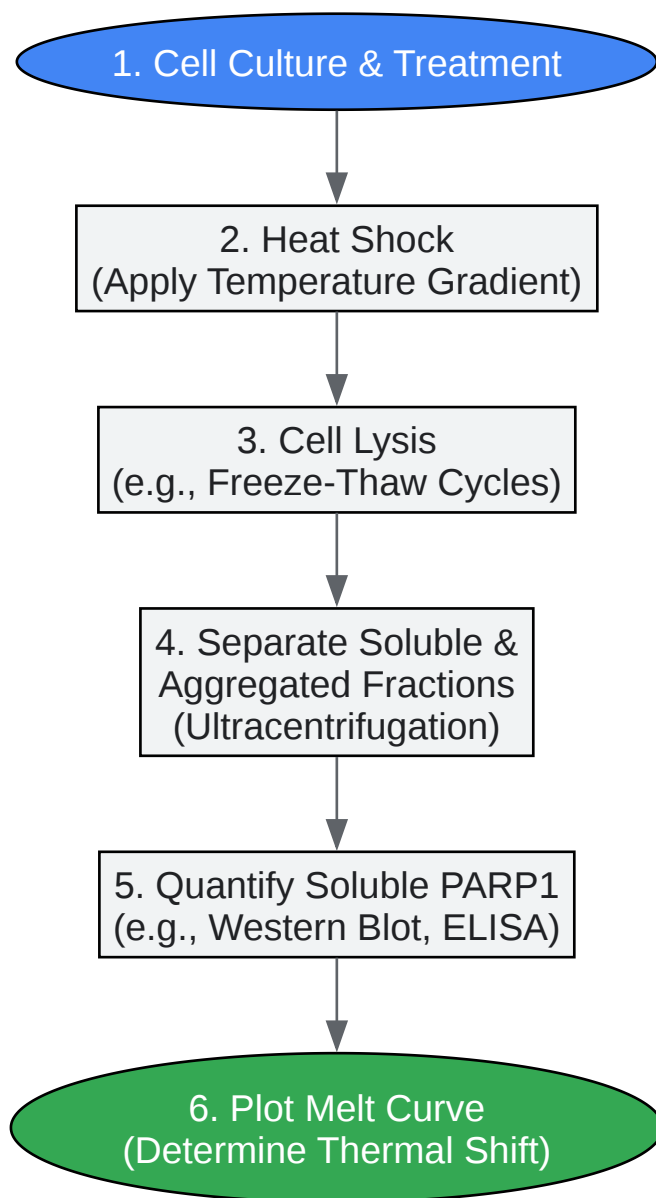 1. Cell Culture & Treatment
2. Heat Shock
(Apply Temperature Gradient)
3. Cell Lysis
(e.g., Freeze-Thaw Cycles)
4. Separate Soluble &
Aggregated Fractions
(Ultracentrifugation)
5. Quantify Soluble PARP1
(e.g., Western Blot, ELISA)
6. Plot Melt Curve
(Determine Thermal Shift)